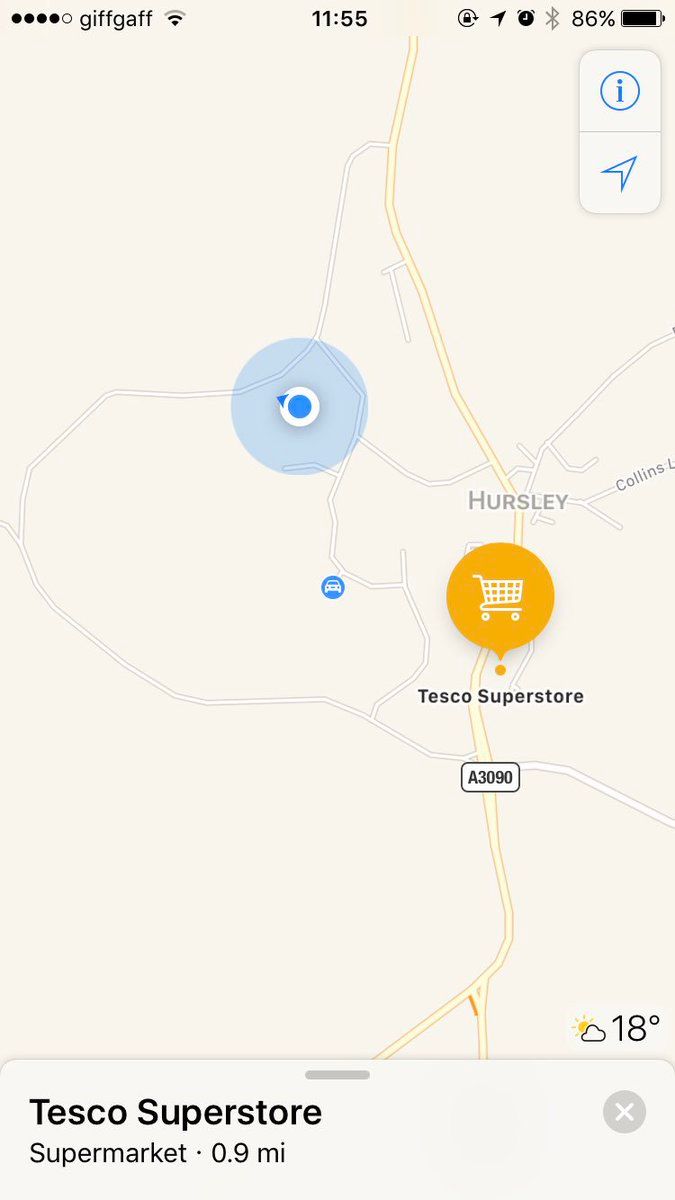 giffgaff 11:55 86%
HURSLEY
Collins L
Tesco Superstore
A3090
18°
Tesco Superstore
Supermarket · 0.9 mi